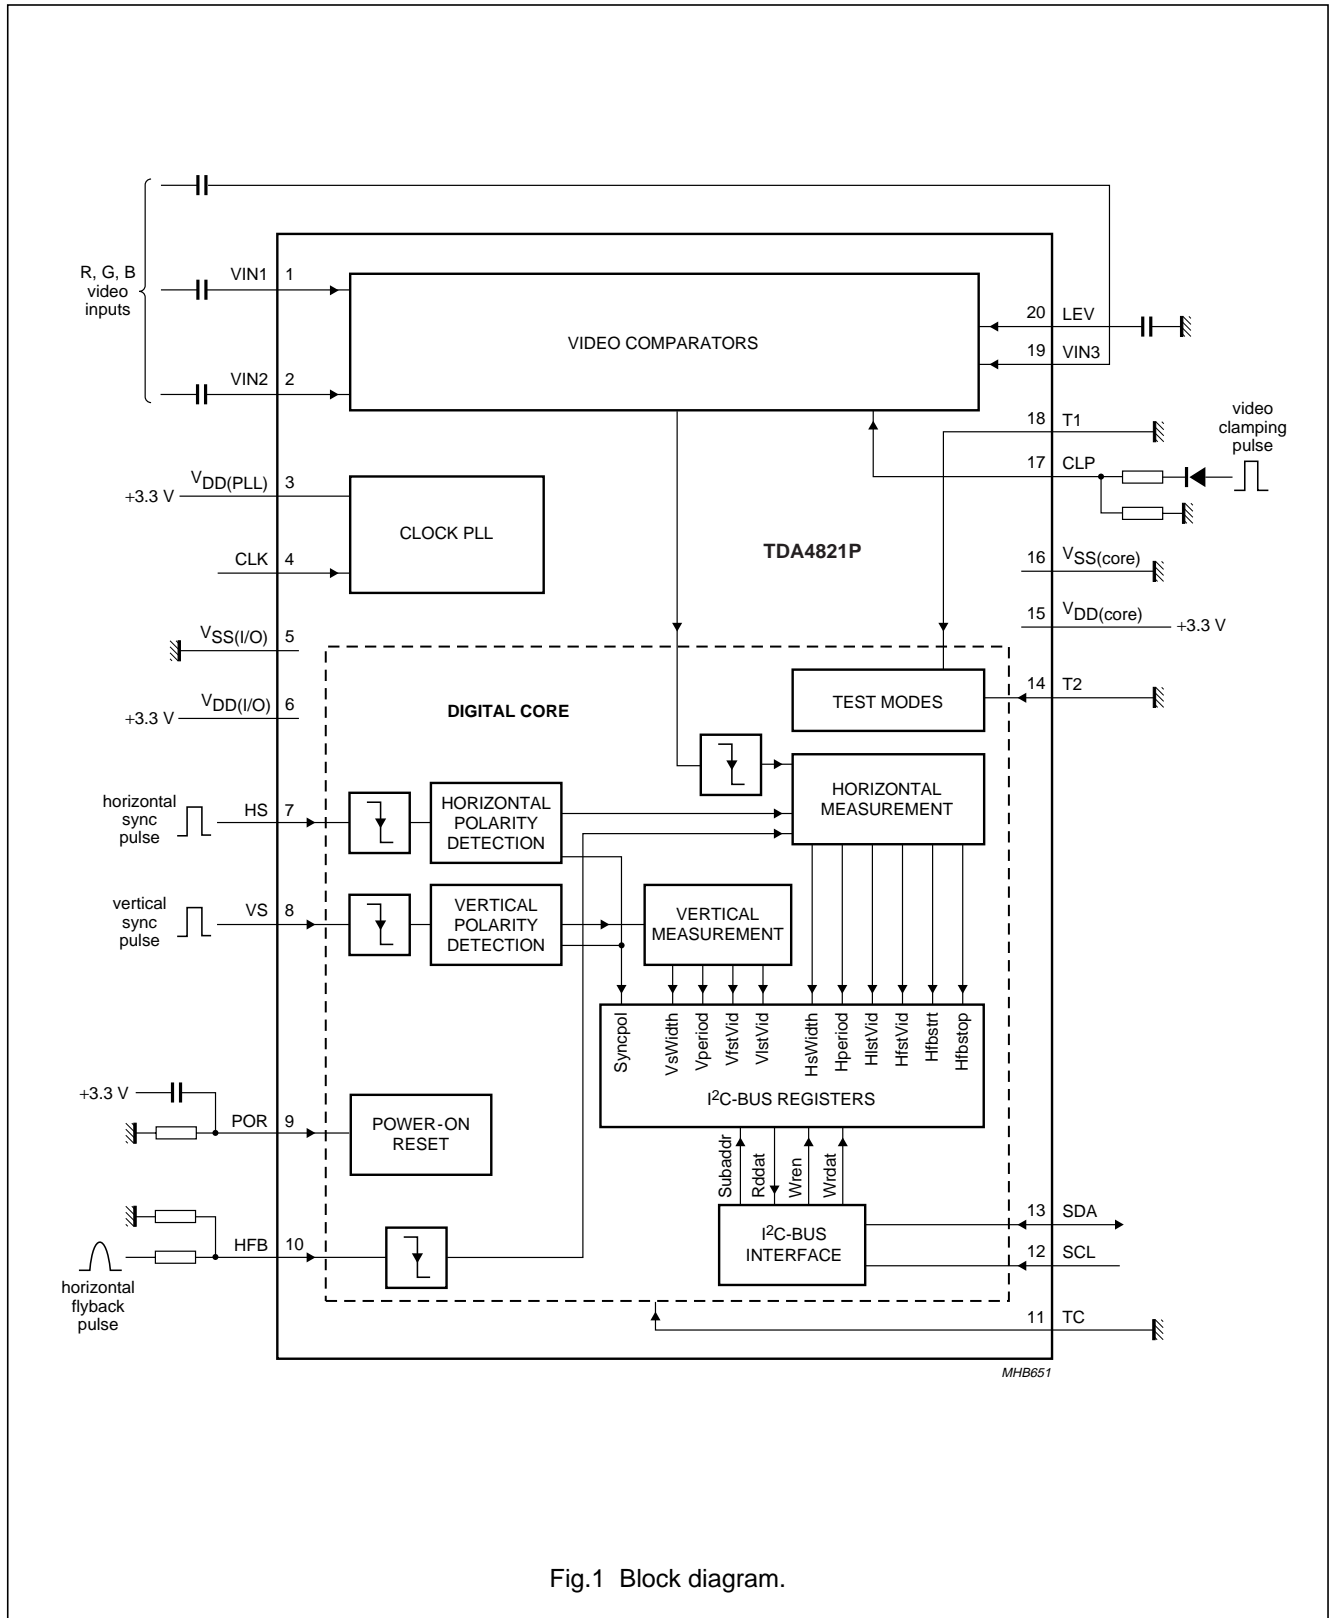 R, G, B
video
inputs
VIN1
1
VIN2
2
VIDEO COMPARATORS
20
LEV
19
VIN3
18
T1
17
CLP
video
clamping
pulse
+3.3 V
VDD(PLL)
3
CLK
4
CLOCK PLL
TDA4821P
16
VSS(core)
15
VDD(core)
+3.3 V
VSS(I/O)
5
+3.3 V
VDD(I/O)
6
DIGITAL CORE
TEST MODES
14
T2
horizontal
sync
pulse
HS
7
HORIZONTAL
POLARITY
DETECTION
HORIZONTAL
MEASUREMENT
vertical
sync
pulse
VS
8
VERTICAL
POLARITY
DETECTION
VERTICAL
MEASUREMENT
Syncpol
VsWidth
Vperiod
VfstVid
VlstVid
HsWidth
Hperiod
HlstVid
HfstVid
Hfbstrt
Hfbstop
I²C-BUS REGISTERS
+3.3 V
POR
9
POWER-ON
RESET
Subaddr
Rddat
Wren
Wrdat
I²C-BUS
INTERFACE
13
SDA
12
SCL
HFB
10
horizontal
flyback
pulse
11
TC
MHB651
Fig.1 Block diagram.